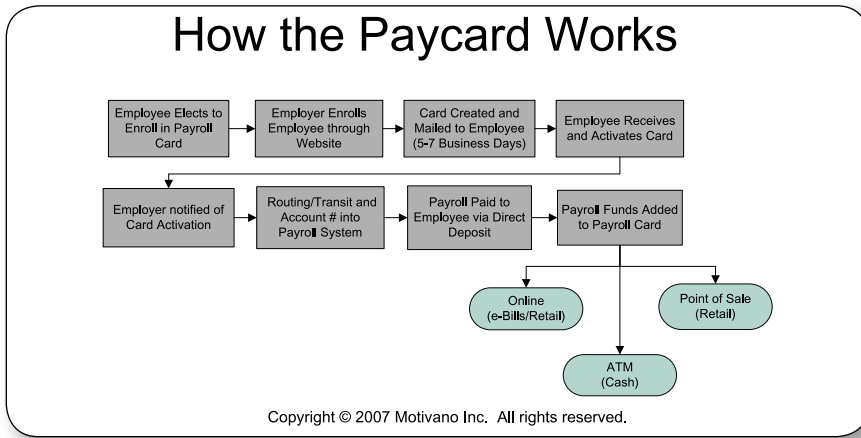 How the Paycard Works
Employee Elects to
Enroll in Payroll
Card
Employer Enrolls
Employee through
Website
Card Created and
Mailed to Employee
(5-7 Business Days)
Employee Receives
and Activates Card
Employer notified of
Card Activation
Routing/Transit and
Account # into
Payroll System
Payroll Paid to
Employee via Direct
Deposit
Payroll Funds Added
to Payroll Card
Online
(e-Bills/Retail)
Point of Sale
(Retail)
ATM
(Cash)
Copyright © 2007 Motivano Inc. All rights reserved.